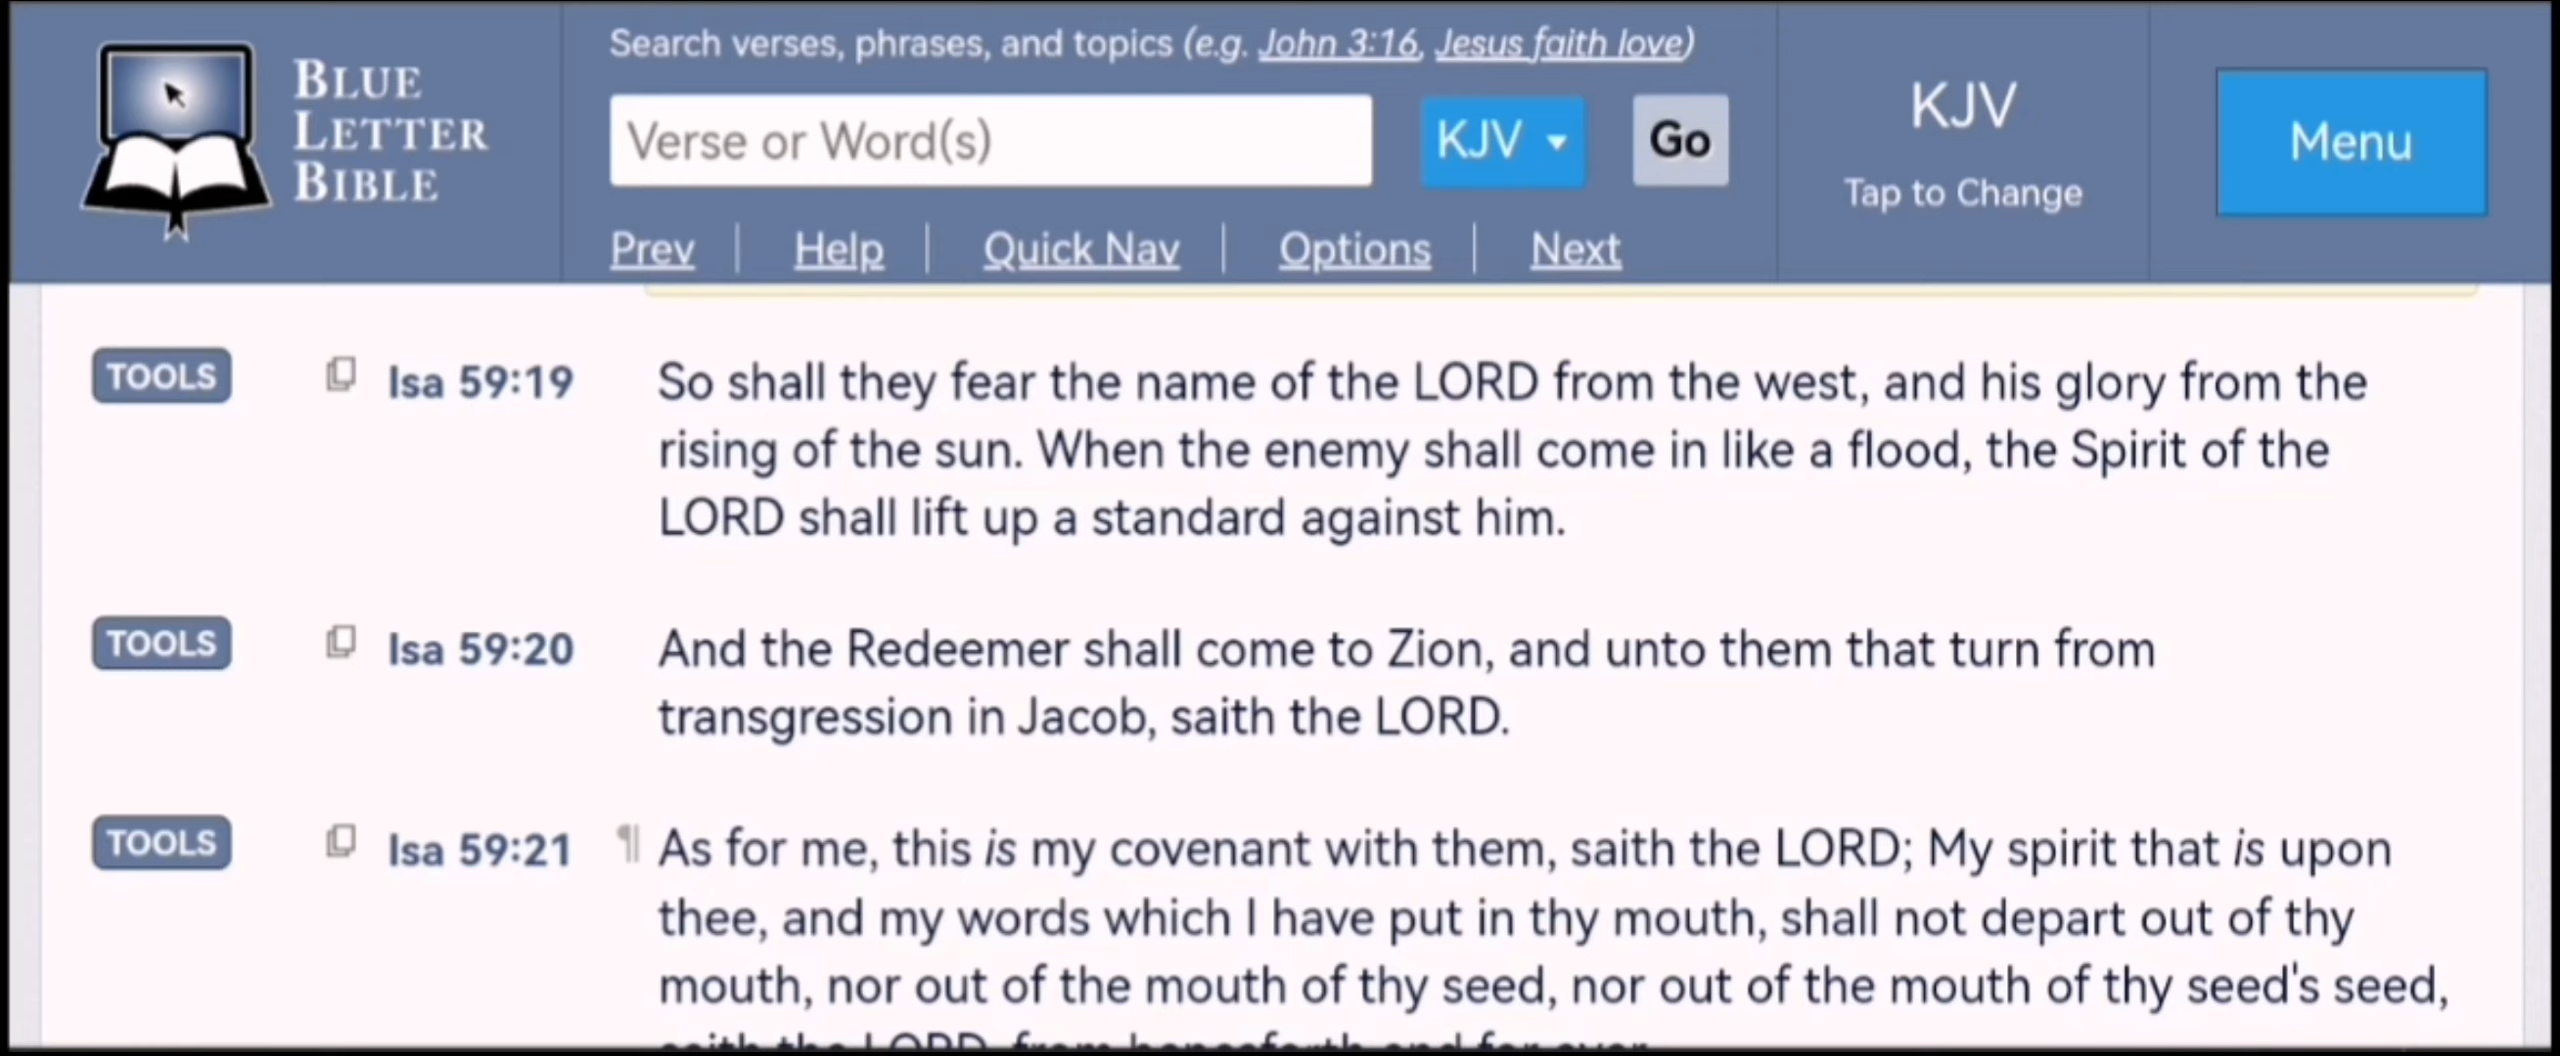 BLUE
LETTER
BIBLE
Search verses, phrases, and topics (e.g. John 3:16, Jesus faith love)
Verse or Word(s)
KJV
Go
Prev
Help
Quick Nav
Options
Next
KJV
Tap to Change
Menu
TOOLS
Isa 59:19
So shall they fear the name of the LORD from the west, and his glory from the
rising of the sun. When the enemy shall come in like a flood, the Spirit of the
LORD shall lift up a standard against him.
TOOLS
Isa 59:20
And the Redeemer shall come to Zion, and unto them that turn from
transgression in Jacob, saith the LORD.
TOOLS
Isa 59:21
¶ As for me, this is my covenant with them, saith the LORD; My spirit that is upon
thee, and my words which I have put in thy mouth, shall not depart out of thy
mouth, nor out of the mouth of thy seed, nor out of the mouth of thy seed's seed,
saith the LORD, from henceforth and for ever.